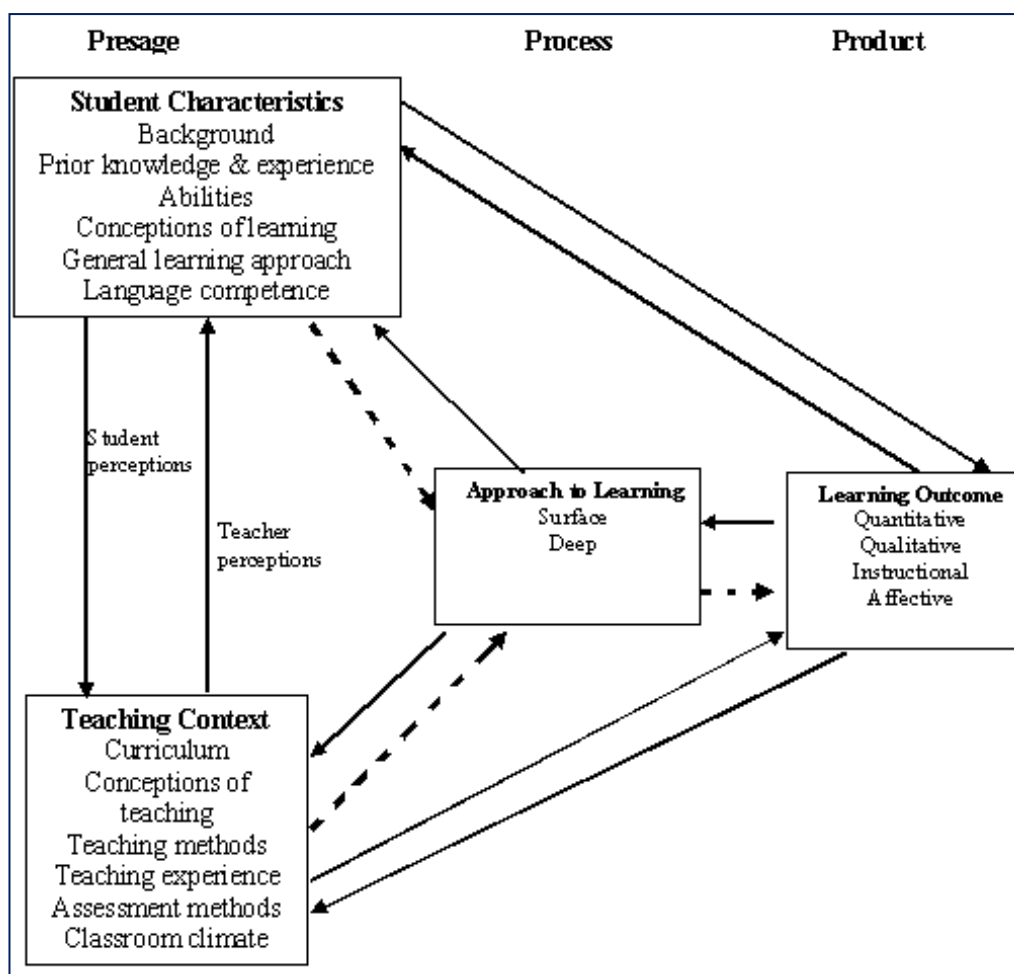 Presage
Process
Product
Student Characteristics
Background
Prior knowledge & experience
Abilities
Conceptions of learning
General learning approach
Language competence
Student
perceptions
Teacher
perceptions
Approach to Learning
Surface
Deep
Learning Outcome
Quantitative
Qualitative
Instructional
Affective
Teaching Context
Curriculum
Conceptions of
teaching
Teaching methods
Teaching experience
Assessment methods
Classroom climate